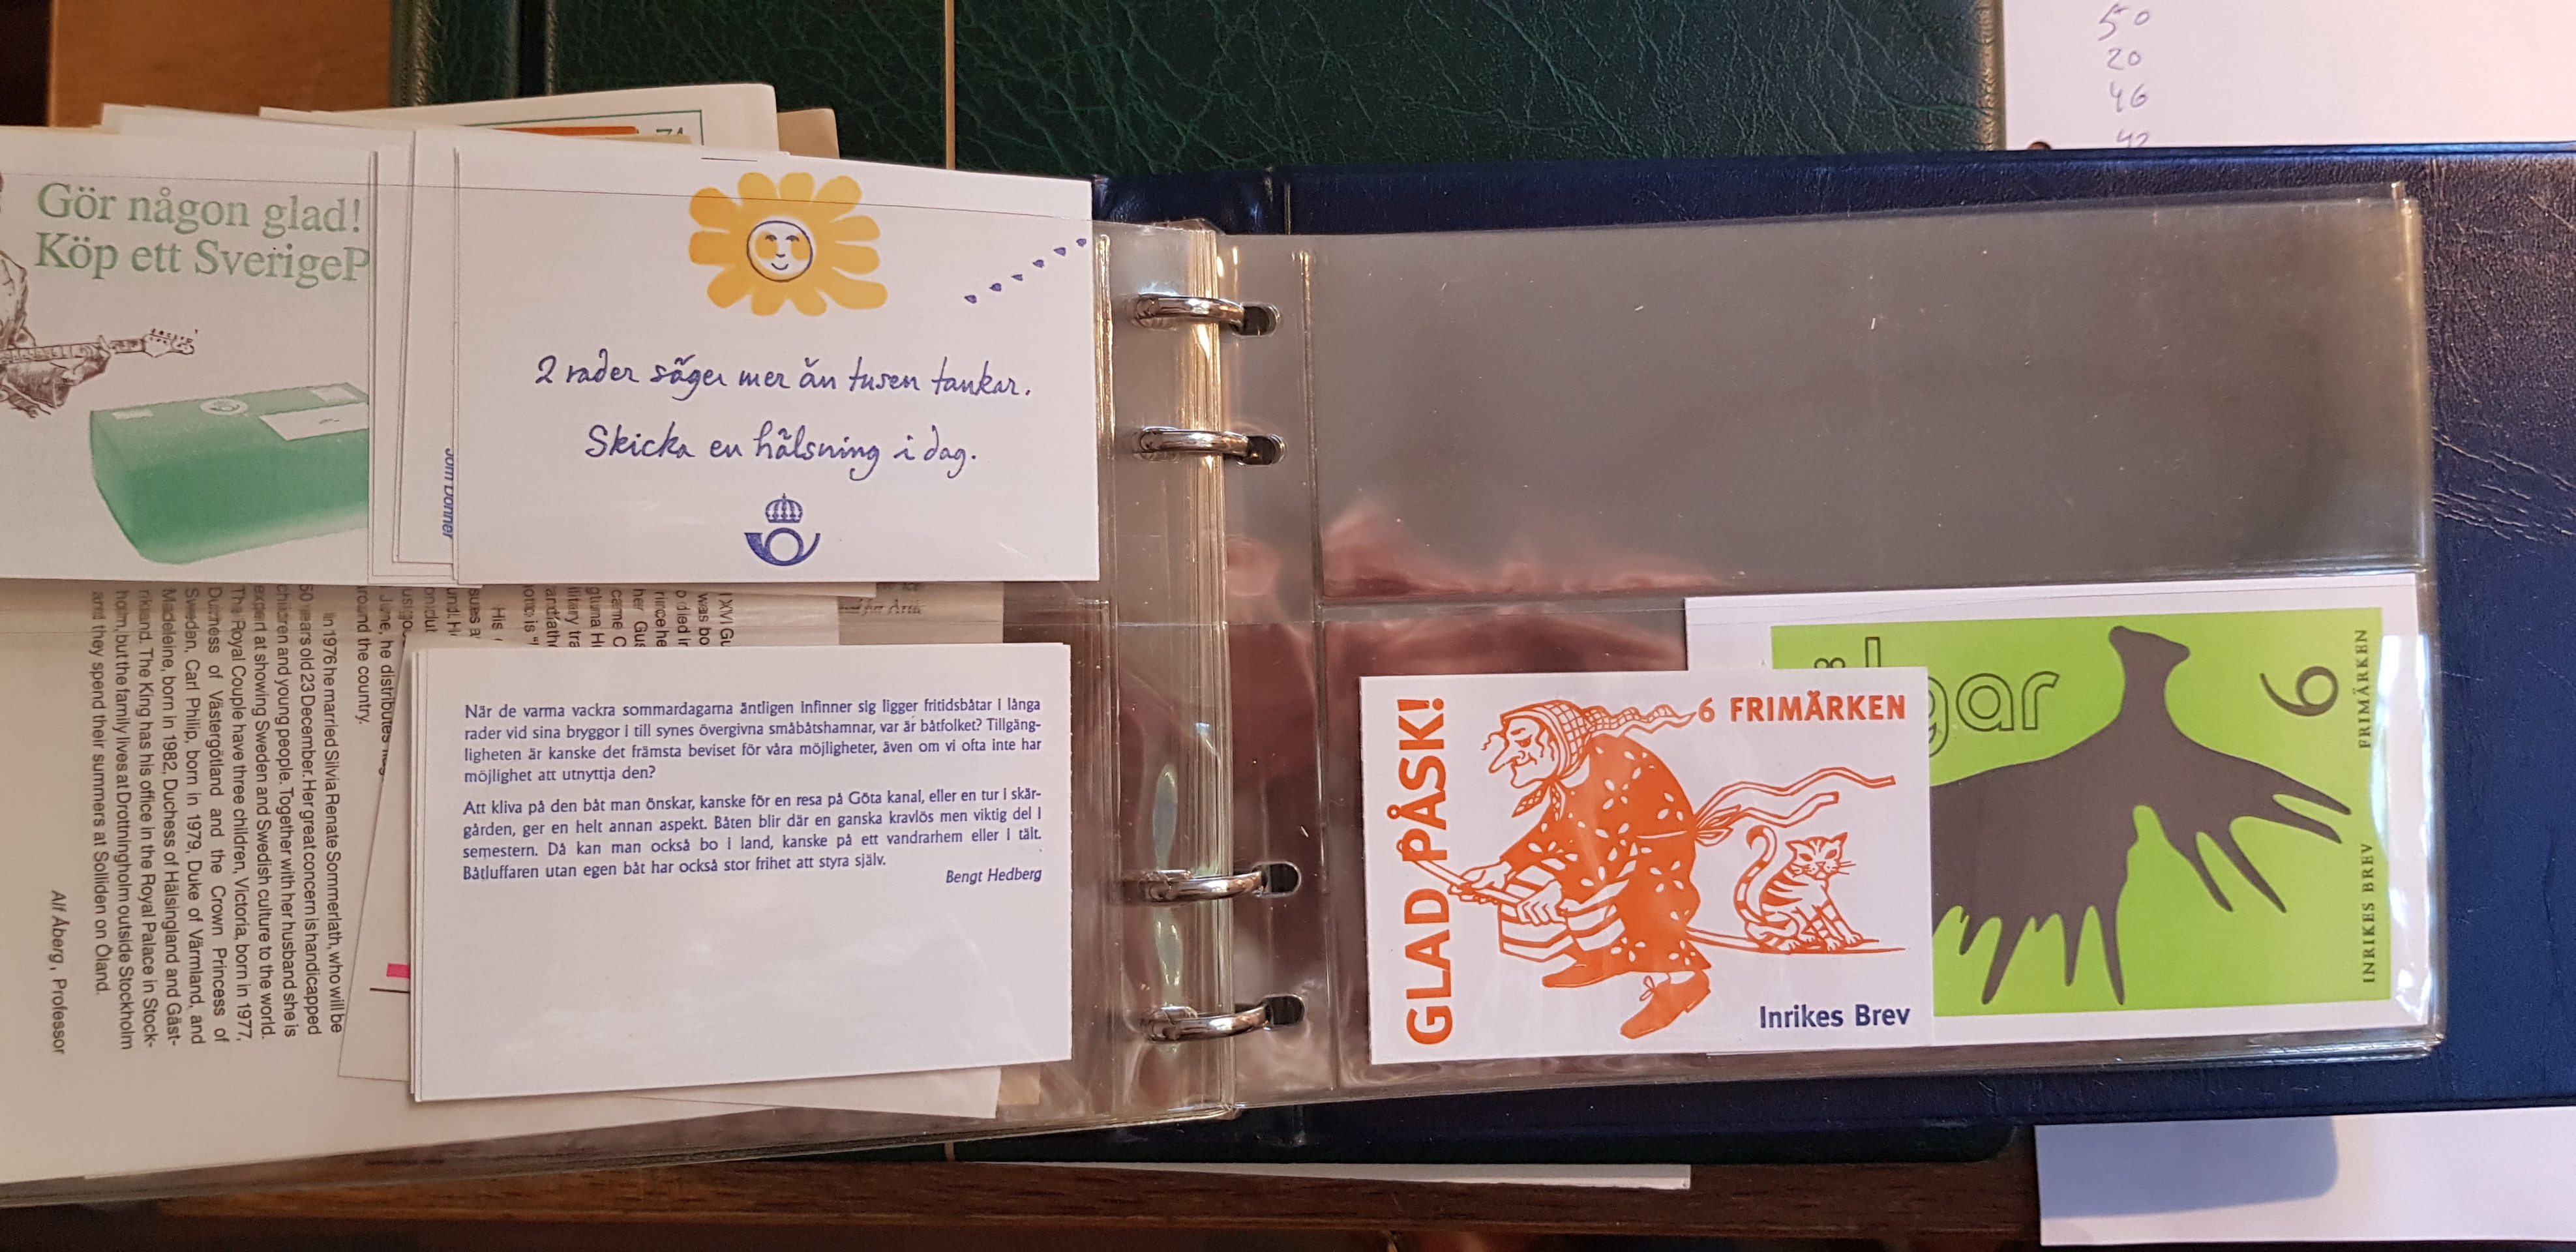 50
20
46
42
Gör någon glad!
Köp ett SverigeP
2 rader säger mer än tusen tankar.
Skicka en hälsning i dag.
Jörn Donner
När de varma vackra sommardagarna äntligen infinner sig ligger fritidsbåtar i långa
rader vid sina bryggor i till synes övergivna småbåtshamnar, var är båtfolket? Tillgäng-
ligheten är kanske det främsta beviset för våra möjligheter, även om vi ofta inte har
möjlighet att utnyttja den?
Att kliva på den båt man önskar, kanske för en resa på Göta kanal, eller en tur i skär-
gården, ger en helt annan aspekt. Båten blir där en ganska kravlös men viktig del i
semestern. Då kan man också bo i land, kanske på ett vandrarhem eller i tält.
Båtluffaren utan egen båt har också stor frihet att styra själv.
Bengt Hedberg
June, he distributes
round the country.
In 1976 he married Silvia Renate Sommerlath, who will be
50 years old 23 December. Her great concern is handicapped
children and young people. Together with her husband she is
expert at showing Sweden and Swedish culture to the world.
The Royal Couple have three children, Victoria, born in 1977,
Duchess of Västergötland and the Crown Princess of
Sweden, Carl Philip, born in 1979, Duke of Värmland, and
Madeleine, born in 1982, Duchess of Hälsingland and Gäst-
rikland. The King has his office in the Royal Palace in Stock-
holm, but the family lives at Drottningholm outside Stockholm
and they spend their summers at Solliden on Öland.
Alf Åberg, Professor
GLAD PÅSK!
6 FRIMÄRKEN
Inrikes Brev
gar
6
FRIMÄRKEN
INRIKES BREV